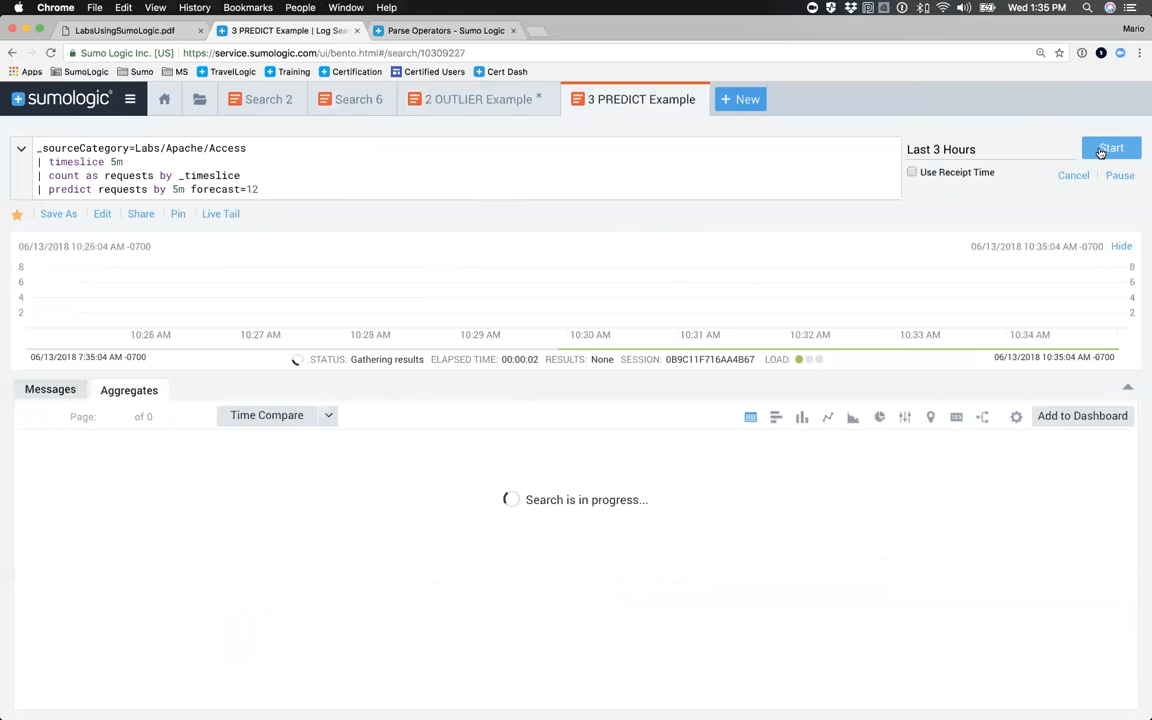 Chrome File Edit View History Bookmarks People Window Help Wed 1:35 PM
LabsUsingSumoLogic.pdf × 3 PREDICT Example | Log Sea × Parse Operators - Sumo Logic × Mario
Sumo Logic Inc. [US] https://service.sumologic.com/ui/bento.html#/search/10309227
Apps SumoLogic Sumo MS TravelLogic Training Certification Certified Users Cert Dash
sumologic Search 2 Search 6 2 OUTLIER Example * 3 PREDICT Example + New
_sourceCategory=Labs/Apache/Access
| timeslice 5m
| count as requests by _timeslice
| predict requests by 5m forecast=12
Last 3 Hours Start
Use Receipt Time Cancel Pause
Save As Edit Share Pin Live Tail
06/13/2018 10:25:04 AM -0700 06/13/2018 10:35:04 AM -0700 Hide
8 8
6 6
4 4
2 2
10:26 AM 10:27 AM 10:28 AM 10:29 AM 10:30 AM 10:31 AM 10:32 AM 10:33 AM 10:34 AM
06/13/2018 7:35:04 AM -0700 STATUS: Gathering results ELAPSED TIME: 00:00:02 RESULTS: None SESSION: 0B9C11F716AA4B67 LOAD: 06/13/2018 10:35:04 AM -0700
Messages Aggregates
Page: of 0 Time Compare Add to Dashboard
Search is in progress...